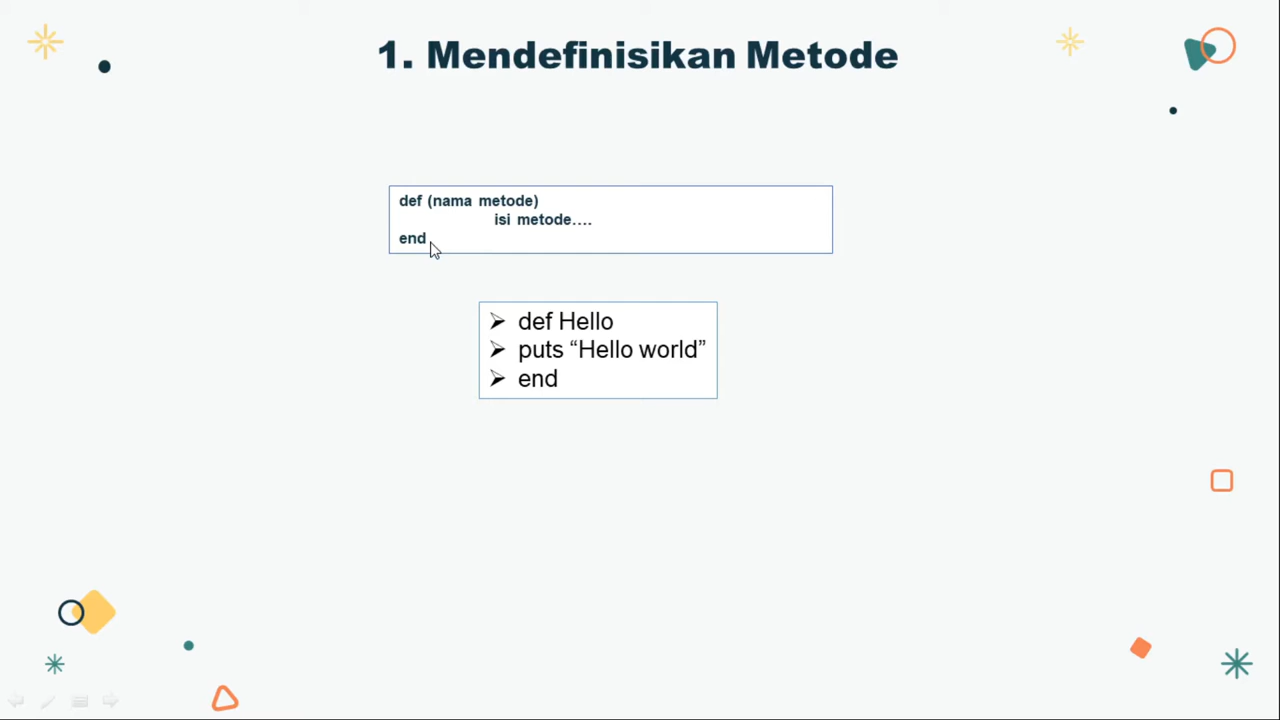 1. Mendefinisikan Metode
def (nama metode)
isi metode....
end
➢ def Hello
➢ puts “Hello world”
➢ end